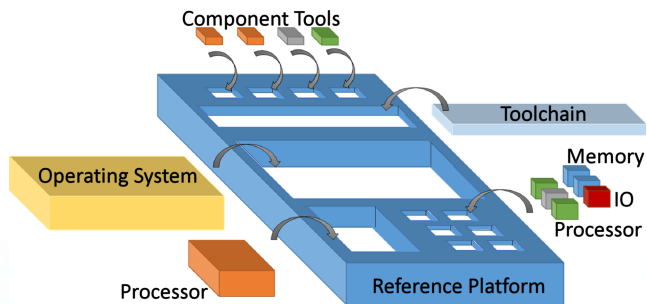 Component Tools
Toolchain
Memory
Operating System
IO
Processor
Processor
Reference Platform